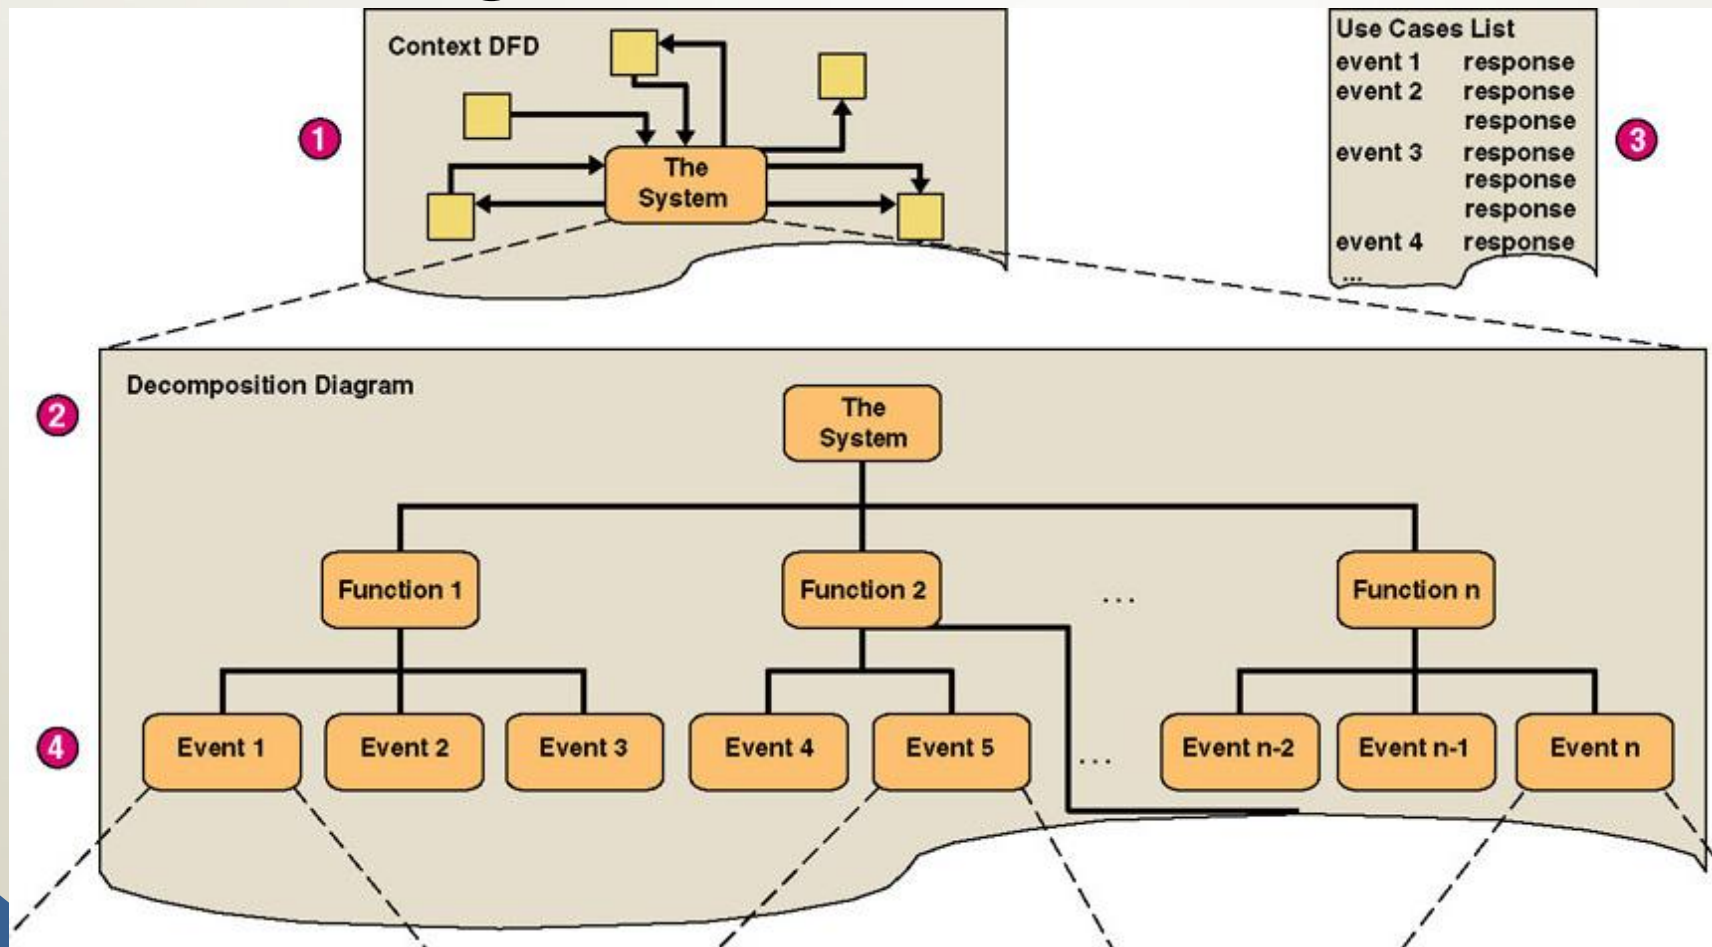 Context DFD
1
The
System
Use Cases List
event 1 response
event 2 response
response
event 3 response
response
response
event 4 response
...
3
2
Decomposition Diagram
The
System
Function 1
Function 2
...
Function n
4
Event 1
Event 2
Event 3
Event 4
Event 5
...
Event n-2
Event n-1
Event n